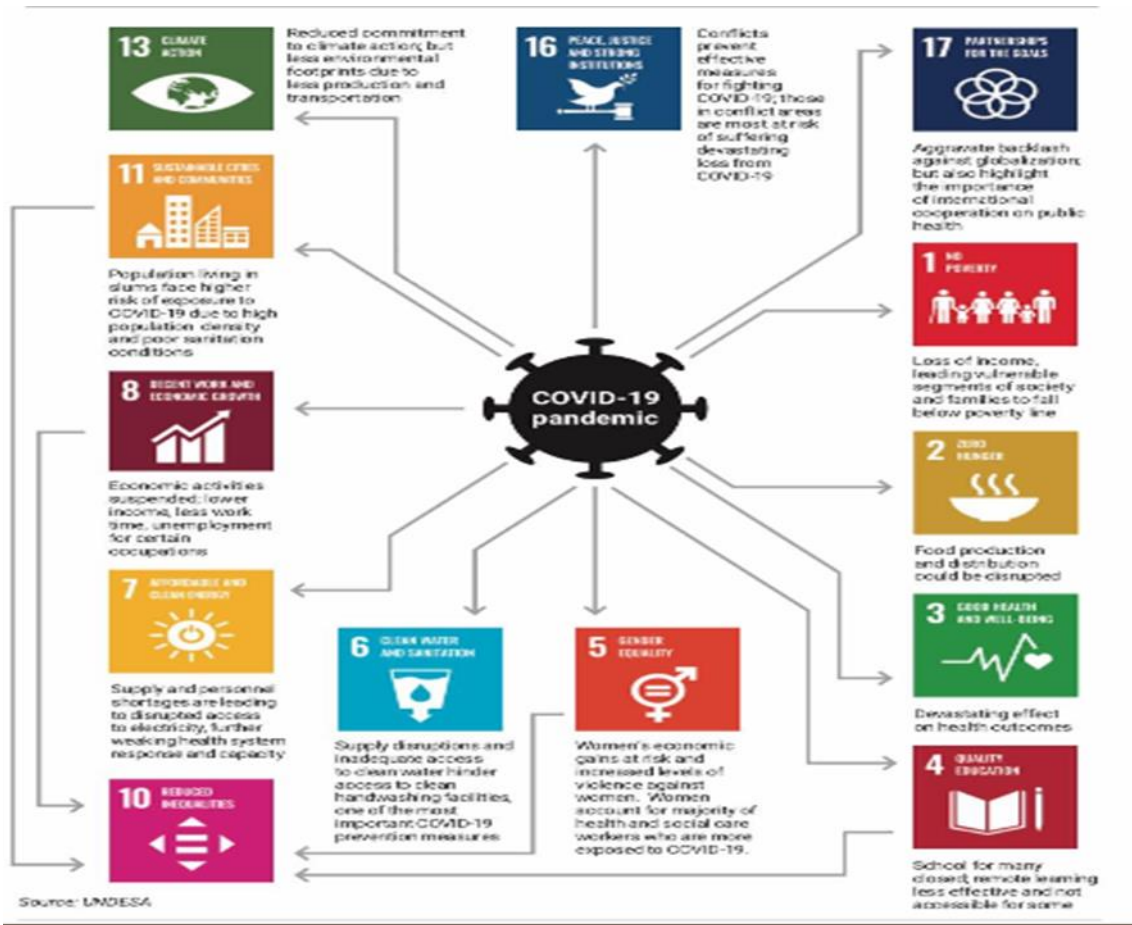 13 CLIMATE
ACTION
Reduced commitment
to climate action; but
less environmental
footprints due to
less production and
transportation
16 PEACE, JUSTICE
AND STRONG
INSTITUTIONS
Conflicts
prevent
effective
measures
for fighting
COVID-19; those
in conflict areas
are most at risk
of suffering
devastating
loss from
COVID-19
17 PARTNERSHIPS
FOR THE GOALS
Aggravate backlash
against globalization;
but also highlight
the importance
of international
cooperation on public
health
11 SUSTAINABLE CITIES
AND COMMUNITIES
Population living in
slums face higher
risk of exposure to
COVID-19 due to high
population density
and poor sanitation
conditions
1 NO
POVERTY
Loss of income,
leading vulnerable
segments of society
and families to fall
below poverty line
COVID-19
pandemic
8 DECENT WORK AND
ECONOMIC GROWTH
Economic activities
suspended; lower
income, less work
time, unemployment
for certain
occupations
2 ZERO
HUNGER
Food production
and distribution
could be disrupted
7 AFFORDABLE AND
CLEAN ENERGY
Supply and personnel
shortages are leading
to disrupted access
to electricity, further
weaking health system
response and capacity
3 GOOD HEALTH
AND WELL-BEING
Devastating effect
on health outcomes
6 CLEAN WATER
AND SANITATION
Supply disruptions and
inadequate access
to clean water hinder
access to clean
handwashing facilities,
one of the most
important COVID-19
prevention measures
5 GENDER
EQUALITY
Women's economic
gains at risk and
increased levels of
violence against
women. Women
account for majority of
health and social care
workers who are more
exposed to COVID-19.
4 QUALITY
EDUCATION
School for many
closed; remote learning
less effective and not
accessible for some
10 REDUCED
INEQUALITIES
Source: UNDESA